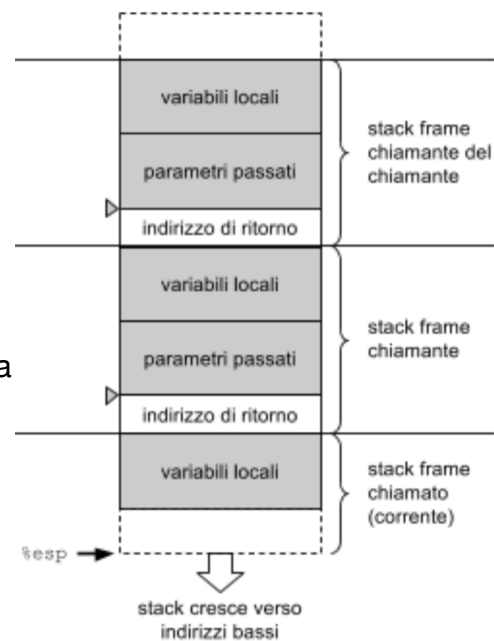 variabili locali
parametri passati
indirizzo di ritorno
stack frame
chiamante del
chiamante
variabili locali
parametri passati
indirizzo di ritorno
stack frame
chiamante
a
variabili locali
stack frame
chiamato
(corrente)
%esp
stack cresce verso
indirizzi bassi